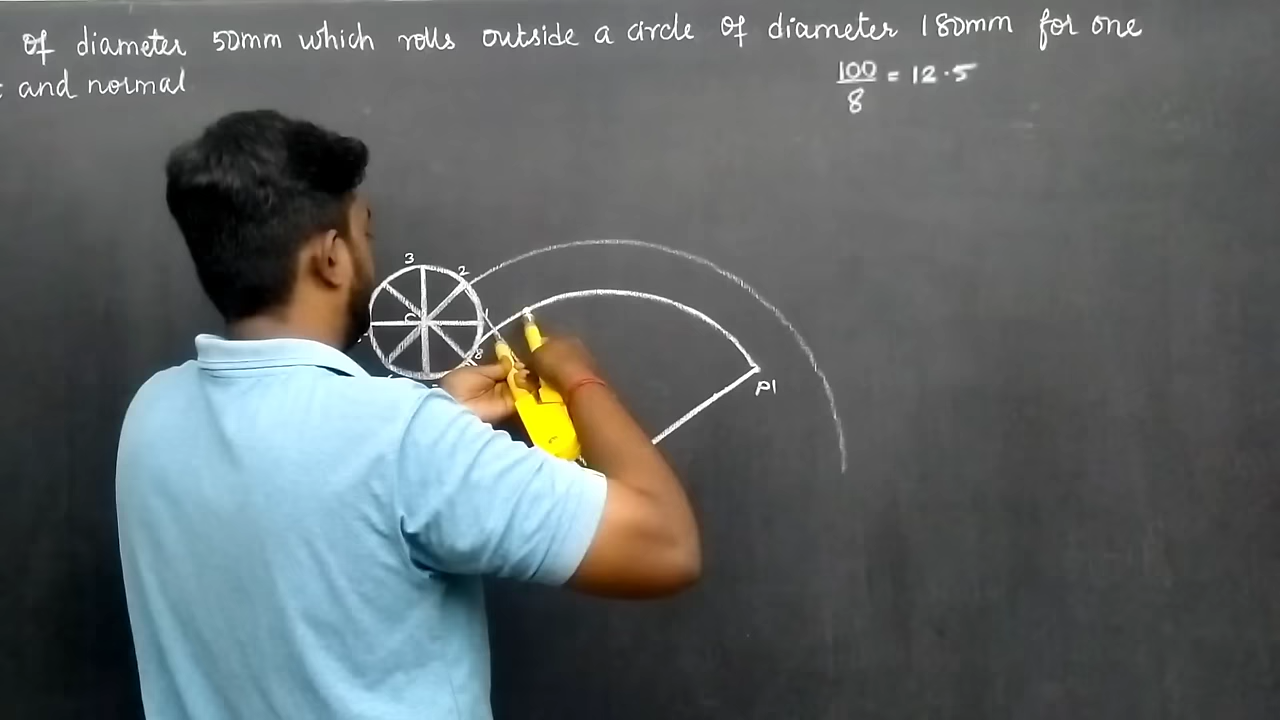 of diameter 50mm which rolls outside a circle of diameter 180mm for one
and normal
100
8
= 12.5
3
2
1
C
8
P1